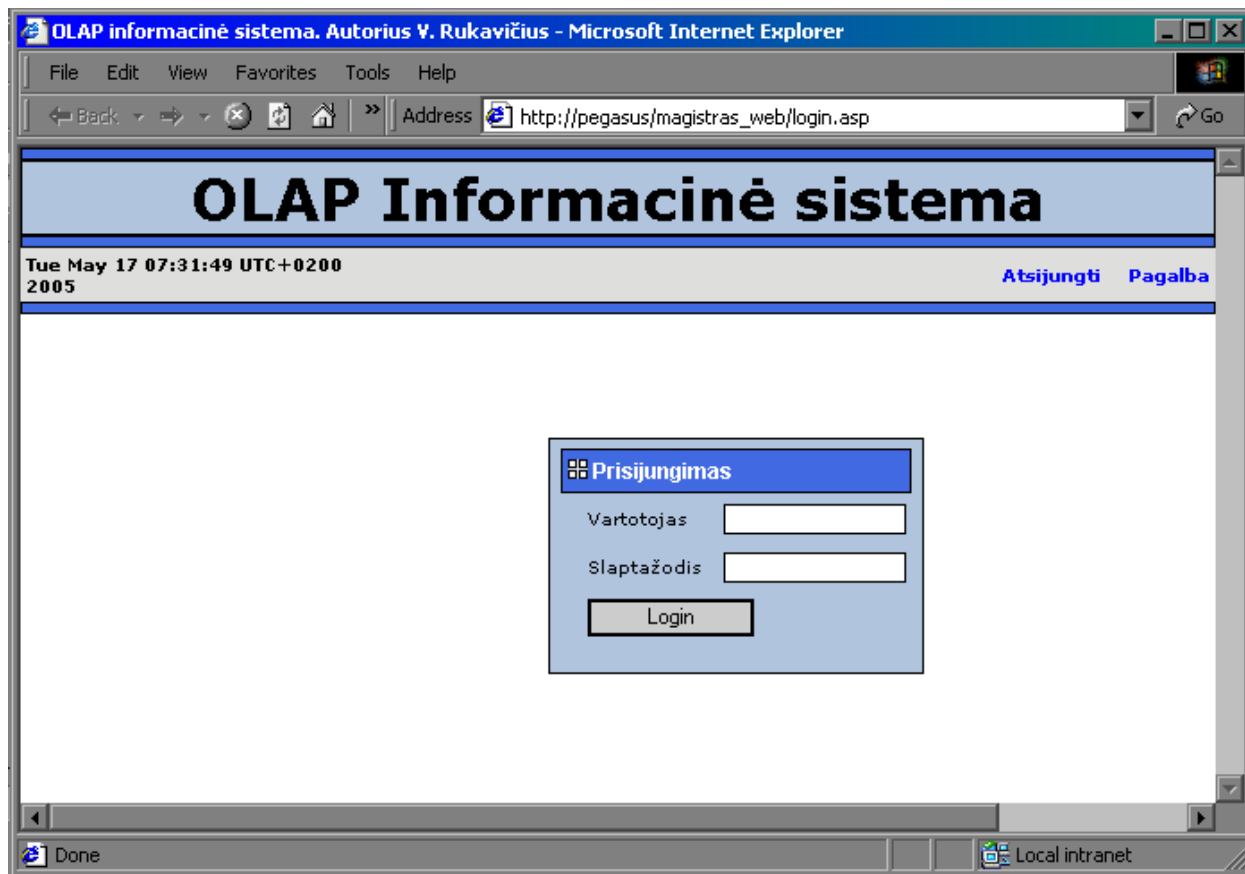 OLAP informacinė sistema. Autorius V. Rukavičius - Microsoft Internet Explorer
File Edit View Favorites Tools Help
Back » Address http://pegasus/magistras_web/login.asp Go
OLAP Informacinė sistema
Tue May 17 07:31:49 UTC+0200
2005
Atsijungti Pagalba
Prisijungimas
Vartotojas
Slaptažodis
Login
Done Local intranet